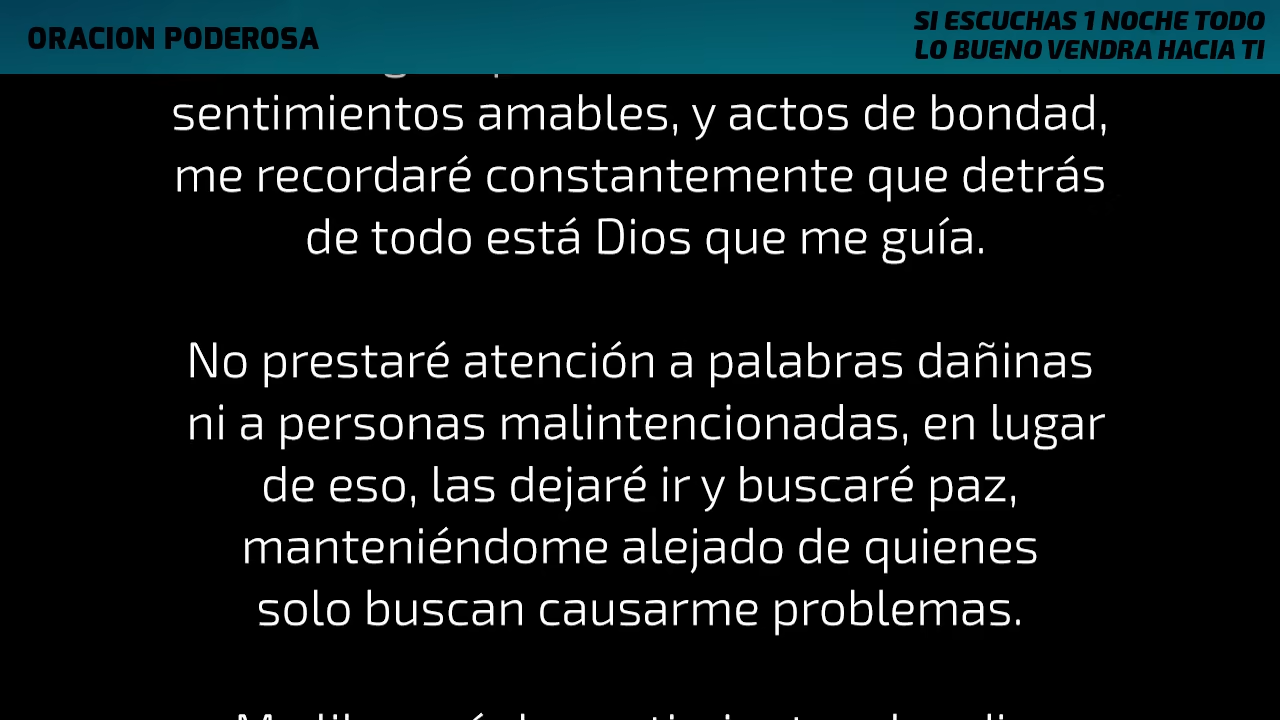 ORACION PODEROSA
SI ESCUCHAS 1 NOCHE TODO
LO BUENO VENDRA HACIA TI
sentimientos amables, y actos de bondad,
me recordaré constantemente que detrás
de todo está Dios que me guía.
No prestaré atención a palabras dañinas
ni a personas malintencionadas, en lugar
de eso, las dejaré ir y buscaré paz,
manteniéndome alejado de quienes
solo buscan causarme problemas.